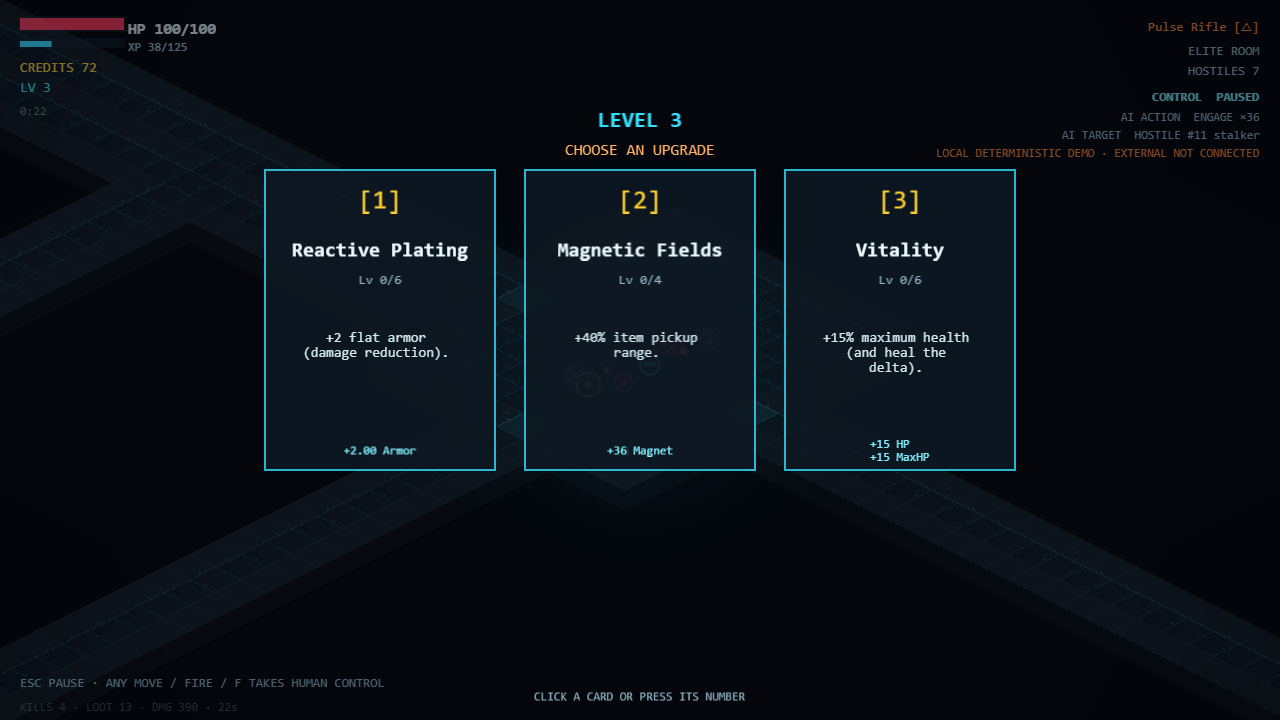 HP 100/100
XP 38/125
CREDITS 72
LV 3
0:22
Pulse Rifle [△]
ELITE ROOM
HOSTILES 7
CONTROL PAUSED
AI ACTION ENGAGE ×36
AI TARGET HOSTILE #11 stalker
LOCAL DETERMINISTIC DEMO · EXTERNAL NOT CONNECTED
LEVEL 3
CHOOSE AN UPGRADE
[1]
Reactive Plating
Lv 0/6
+2 flat armor
(damage reduction).
+2.00 Armor
[2]
Magnetic Fields
Lv 0/4
+40% item pickup
range.
+36 Magnet
[3]
Vitality
Lv 0/6
+15% maximum health
(and heal the
delta).
+15 HP
+15 MaxHP
ESC PAUSE · ANY MOVE / FIRE / F TAKES HUMAN CONTROL
KILLS 4 · LOOT 13 · DMG 390 · 22s
CLICK A CARD OR PRESS ITS NUMBER